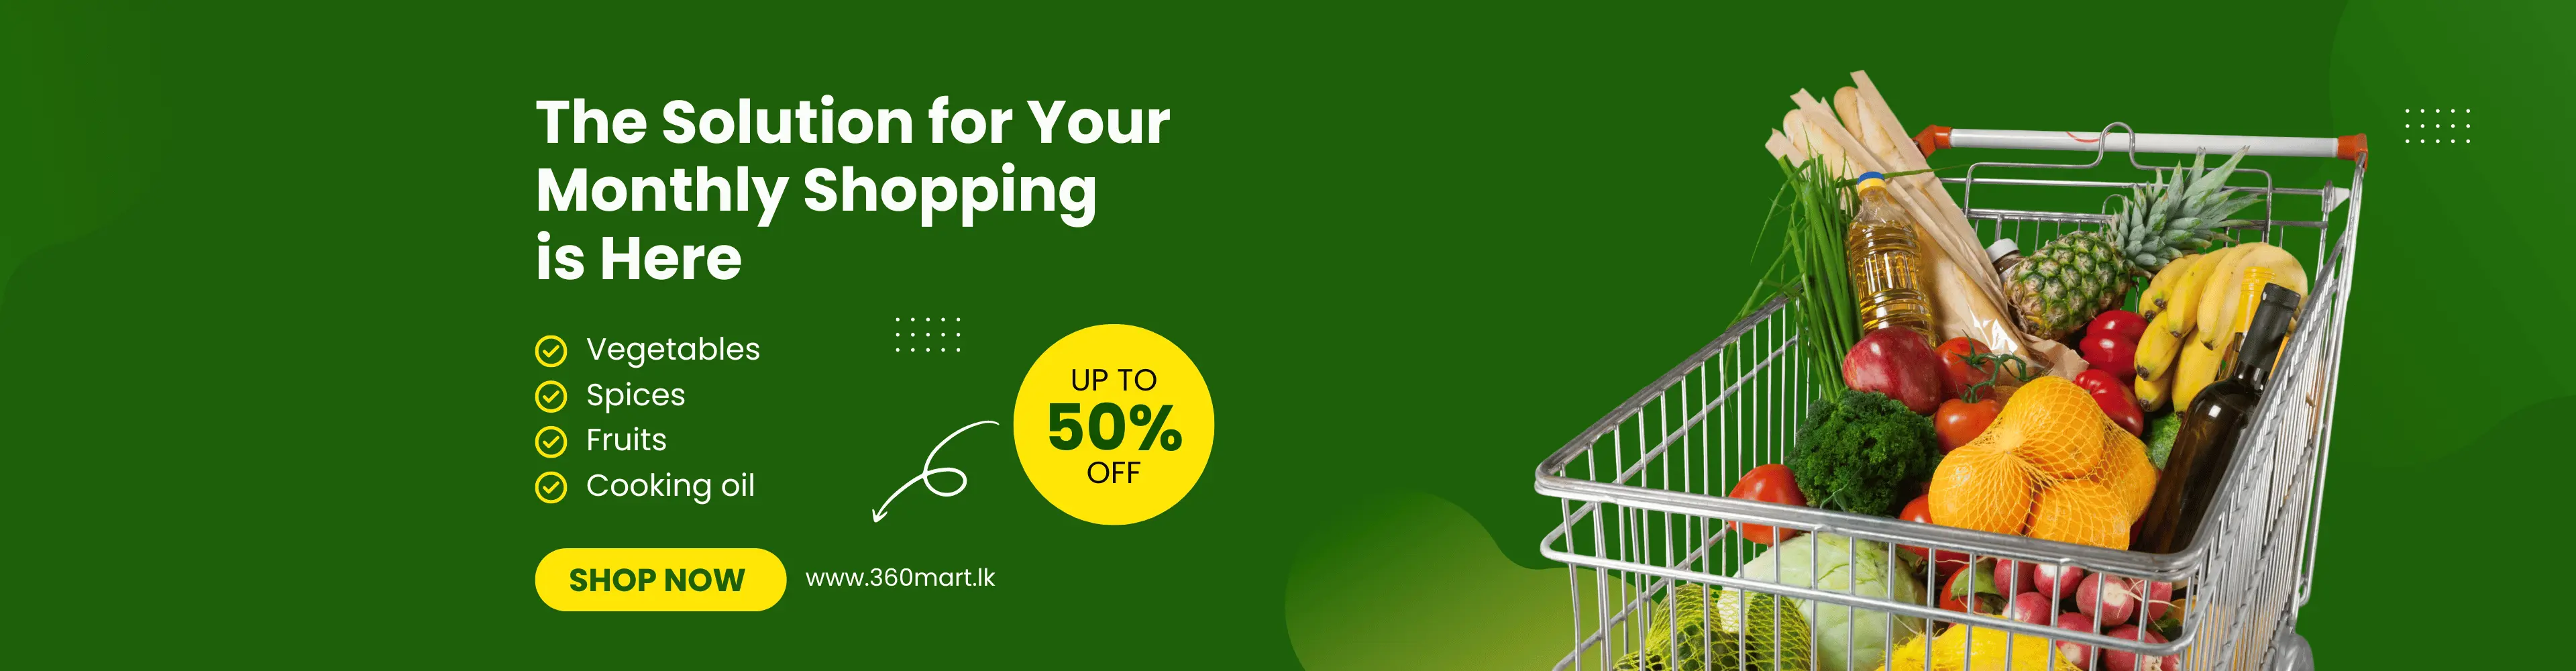 The Solution for Your
Monthly Shopping
is Here
Vegetables
Spices
Fruits
Cooking oil
UP TO
50%
OFF
SHOP NOW
www.360mart.lk